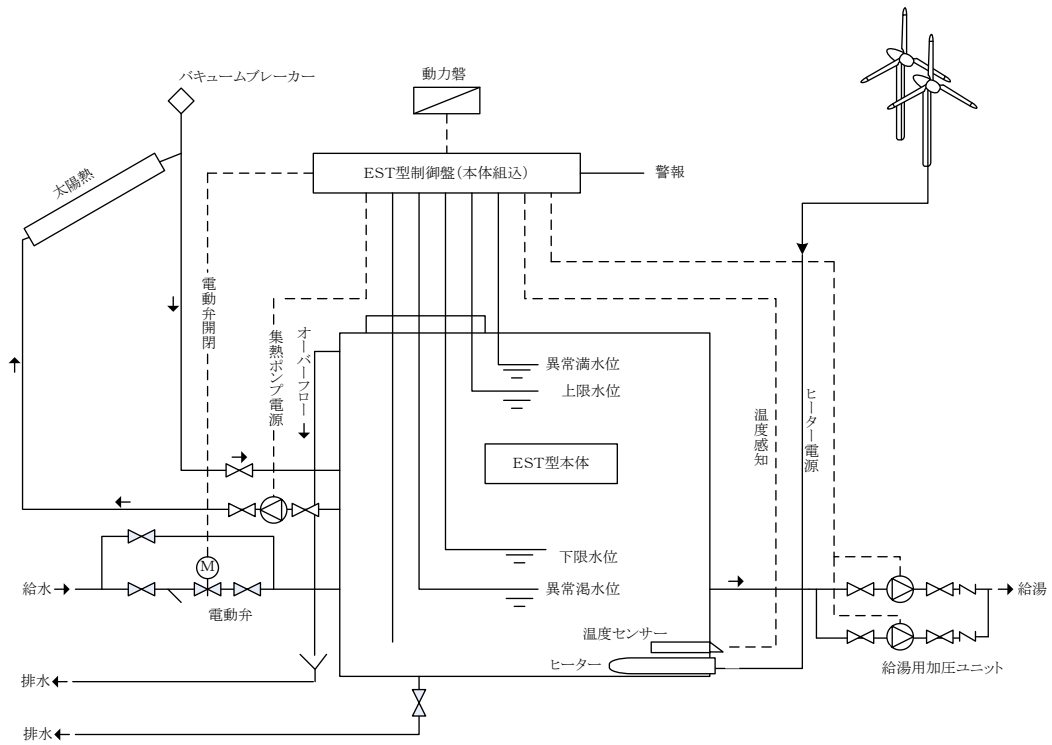 バキュームブレーカー
動力磐
EST型制御盤(本体組込)
警報
太陽熱
電動弁開閉
集熱ポンプ電源
オーバーフロー
異常満水位
上限水位
EST型本体
温度感知
ヒーター電源
下限水位
異常渇水位
給水
M
電動弁
給湯
温度センサー
ヒーター
給湯用加圧ユニット
排水
排水